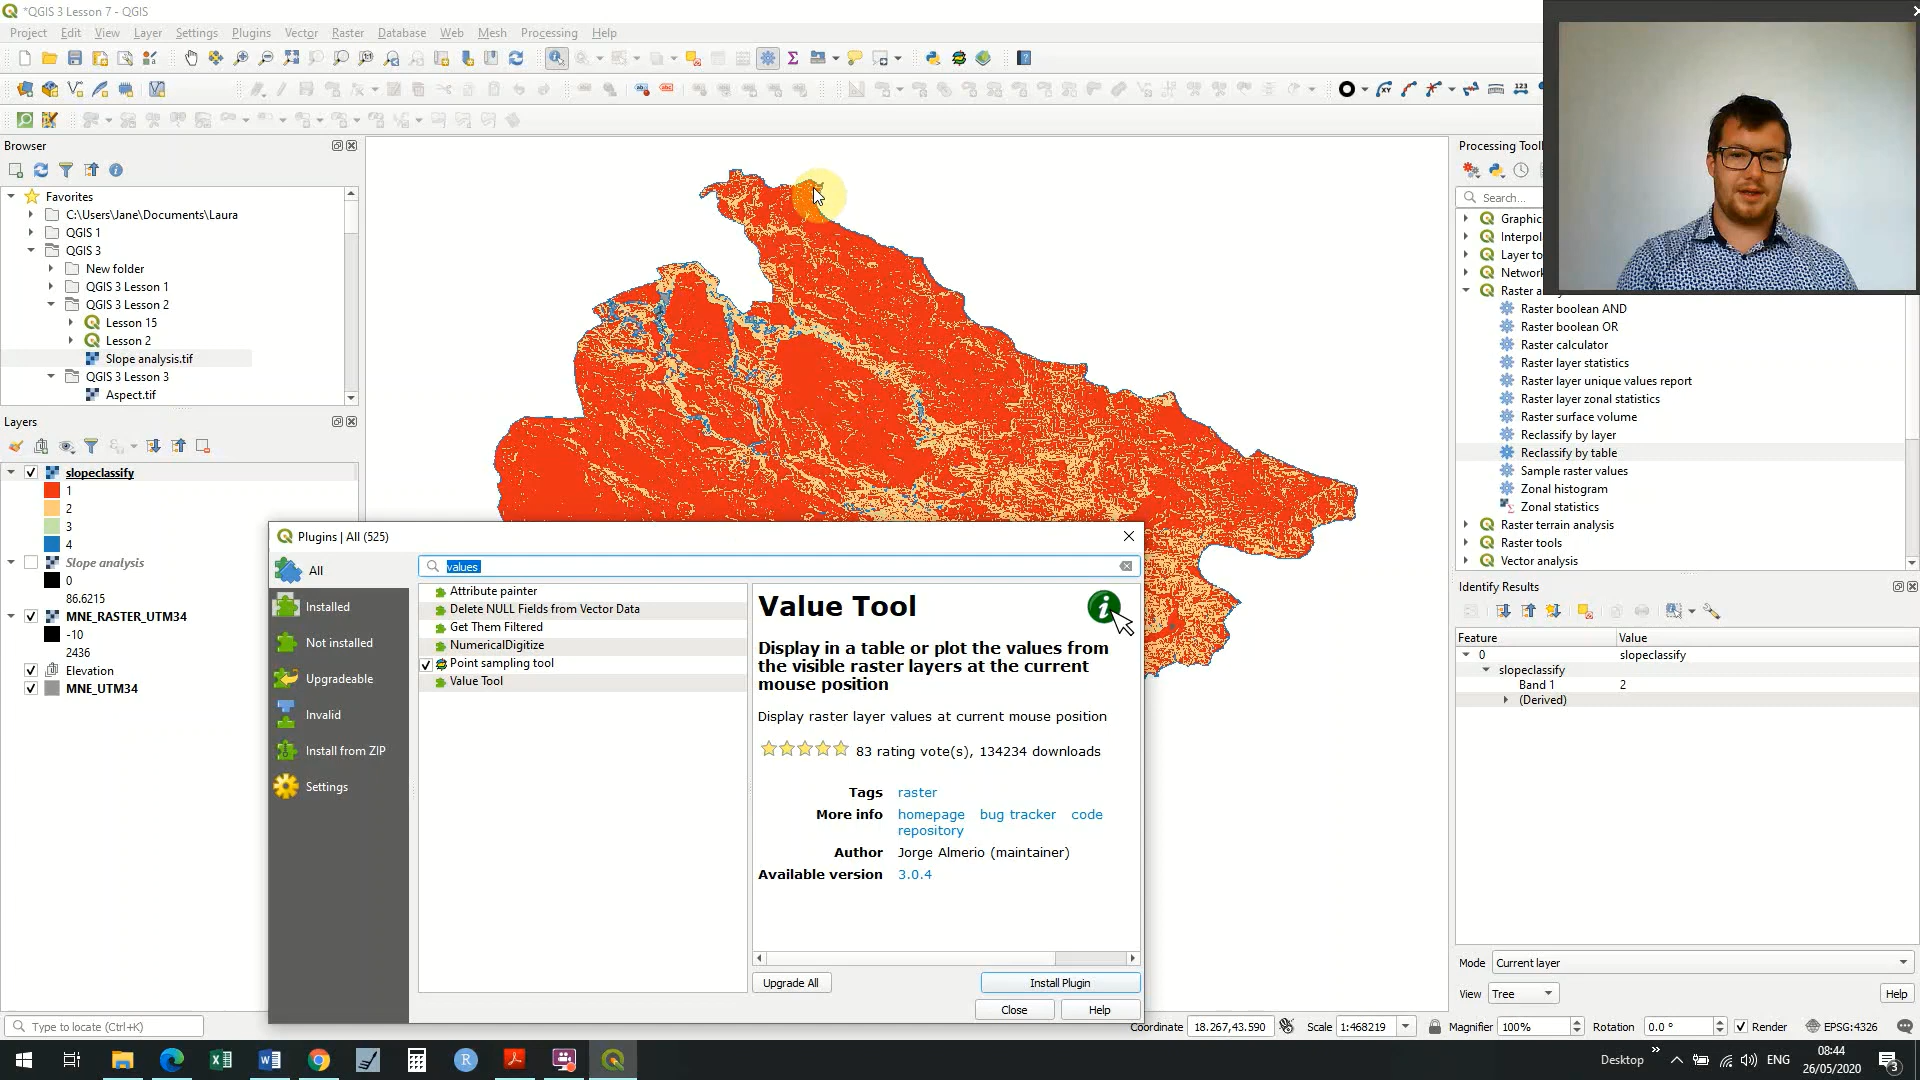 *QGIS 3 Lesson 7 - QGIS
Project Edit View Layer Settings Plugins Vector Raster Database Web Mesh Processing Help
Browser
Favorites
C:\Users\Jane\Documents\Laura
QGIS 1
QGIS 3
New folder
QGIS 3 Lesson 1
QGIS 3 Lesson 2
Lesson 15
Lesson 2
Slope analysis.tif
QGIS 3 Lesson 3
Aspect.tif
Layers
slopeclassify
1
2
3
4
Slope analysis
0
86.6215
MNE_RASTER_UTM34
-10
2436
Elevation
MNE_UTM34
Type to locate (Ctrl+K)
Plugins | All (525)
All
Installed
Not installed
Upgradeable
Invalid
Install from ZIP
Settings
values
Attribute painter
Delete NULL Fields from Vector Data
Get Them Filtered
NumericalDigitize
Point sampling tool
Value Tool
Value Tool
Display in a table or plot the values from
the visible raster layers at the current
mouse position
Display raster layer values at current mouse position
83 rating vote(s), 134234 downloads
Tags raster
More info homepage bug tracker code
repository
Author Jorge Almerio (maintainer)
Available version 3.0.4
Upgrade All
Install Plugin
Close
Help
Processing Tool
Search...
Graphic
Interpol
Layer to
Network
Raster a
Raster boolean AND
Raster boolean OR
Raster calculator
Raster layer statistics
Raster layer unique values report
Raster layer zonal statistics
Raster surface volume
Reclassify by layer
Reclassify by table
Sample raster values
Zonal histogram
Zonal statistics
Raster terrain analysis
Raster tools
Vector analysis
Identify Results
Feature Value
0 slopeclassify
slopeclassify
Band 1 2
(Derived)
Mode Current layer
View Tree
Help
Coordinate 18.267,43.590 Scale 1:468219 Magnifier 100% Rotation 0.0 ° Render EPSG:4326
Desktop
ENG
08:44
26/05/2020
3